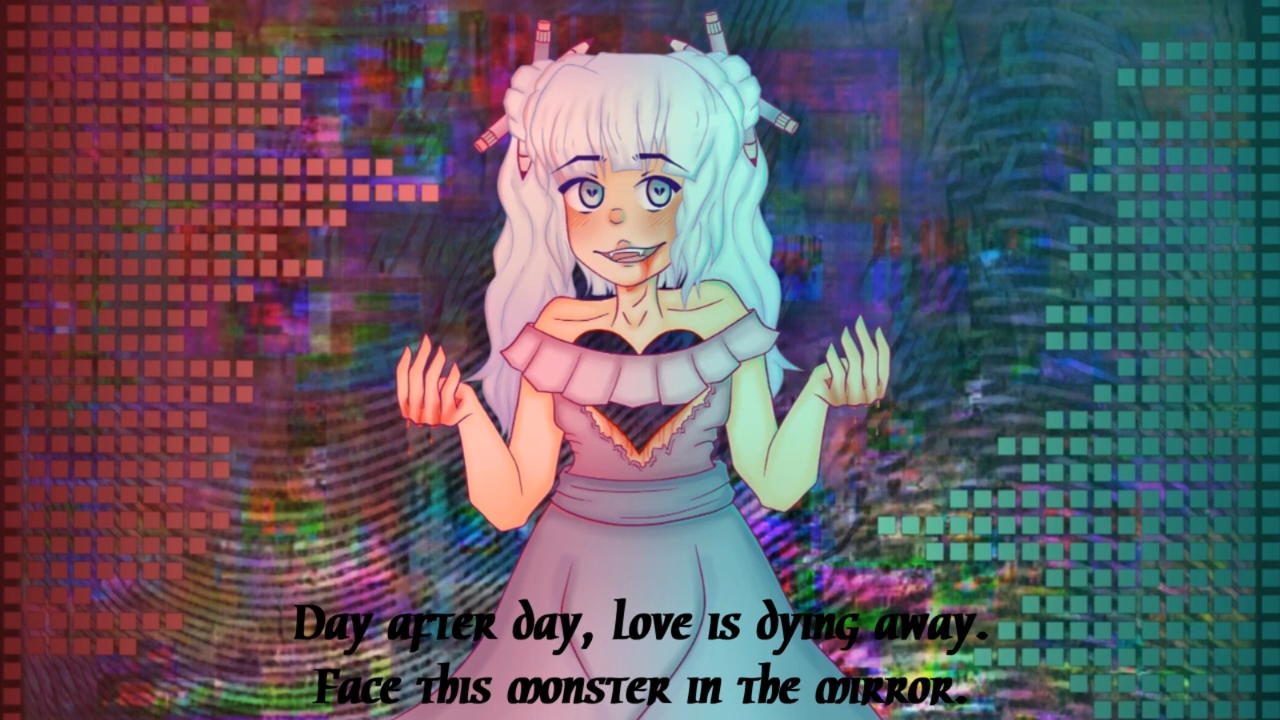 Day after day, love is dying away.
Face this monster in the mirror.